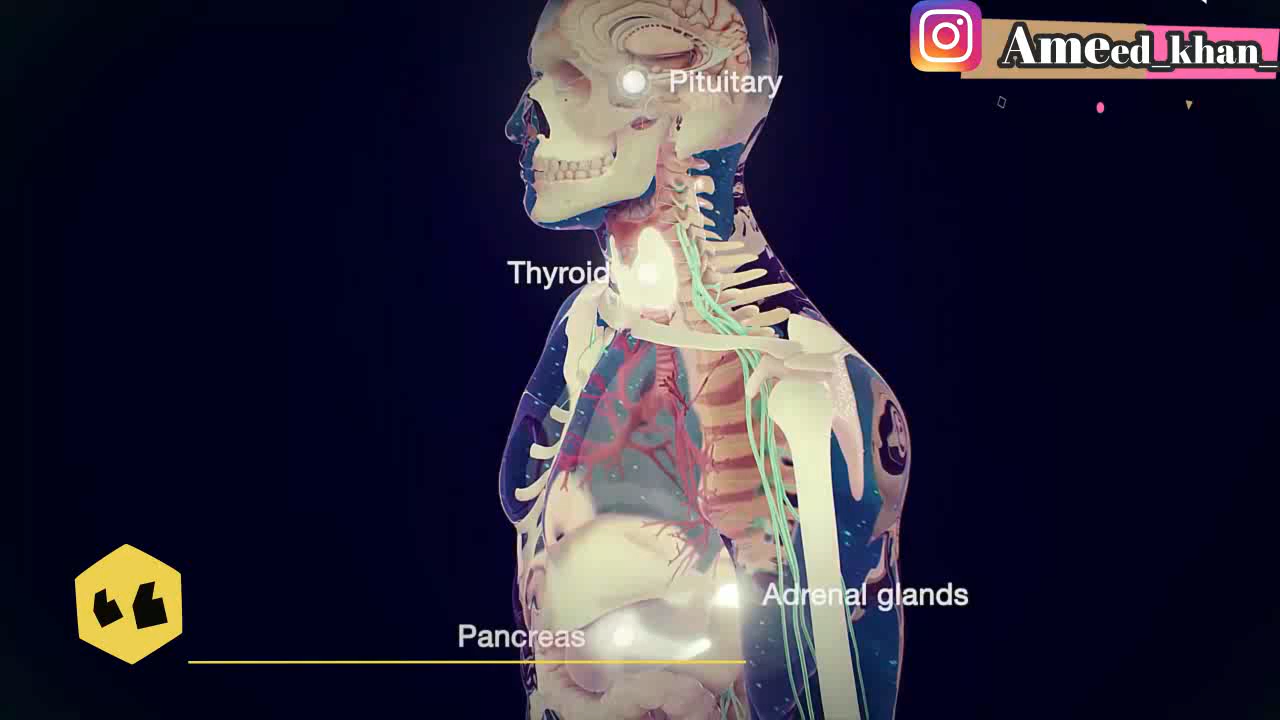 Ameed_khan_
Pituitary
Thyroid
Adrenal glands
Pancreas